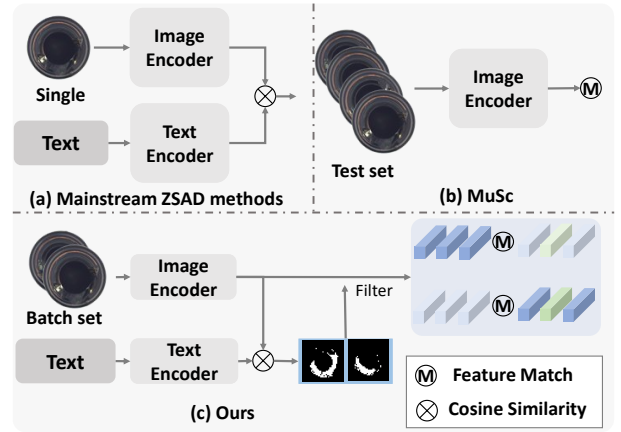 Single
Image
Encoder
Text
Text
Encoder
(a) Mainstream ZSAD methods
Test set
Image
Encoder
M
(b) MuSc
Batch set
Image
Encoder
Filter
M
M
Text
Text
Encoder
(c) Ours
M Feature Match
Cosine Similarity